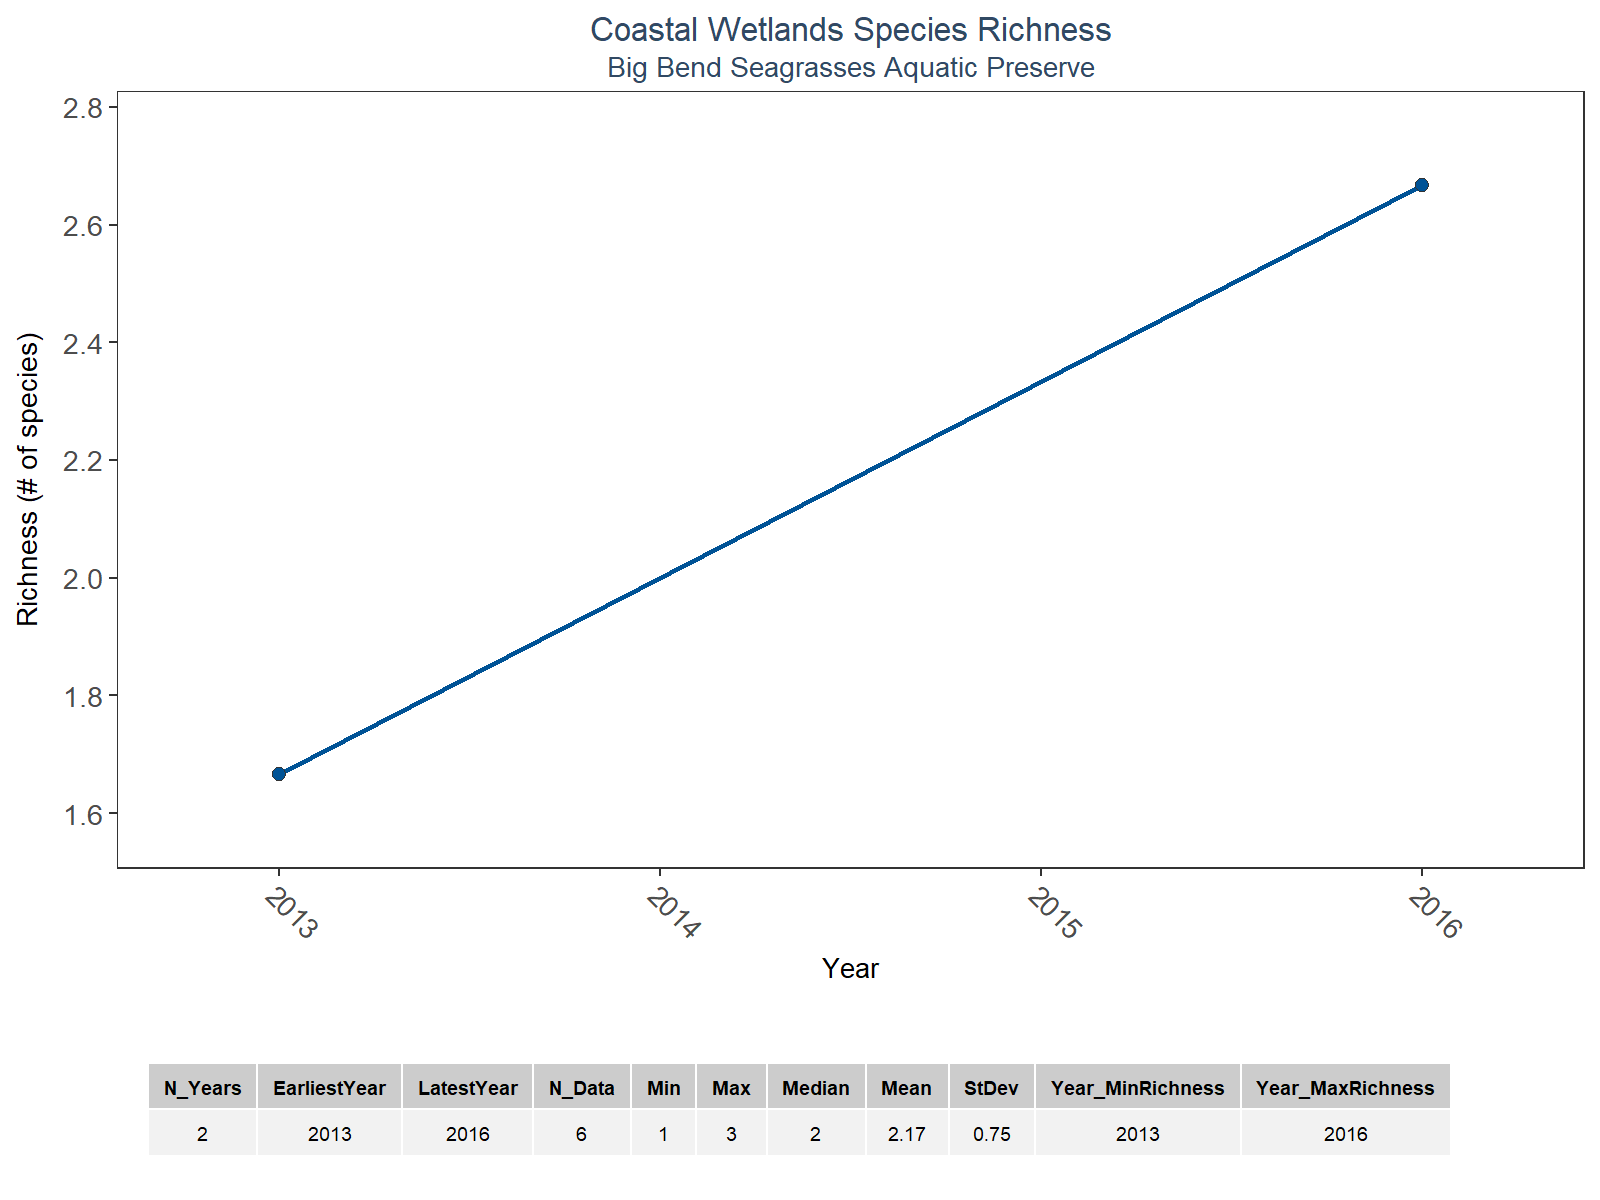 Coastal Wetlands Species Richness
Big Bend Seagrasses Aquatic Preserve
Richness (# of species)
2.8
2.6
2.4
2.2
2.0
1.8
1.6
2013 2014 2015 2016
Year
N_Years EarliestYear LatestYear N_Data Min Max Median Mean StDev Year_MinRichness Year_MaxRichness
2 2013 2016 6 1 3 2 2.17 0.75 2013 2016